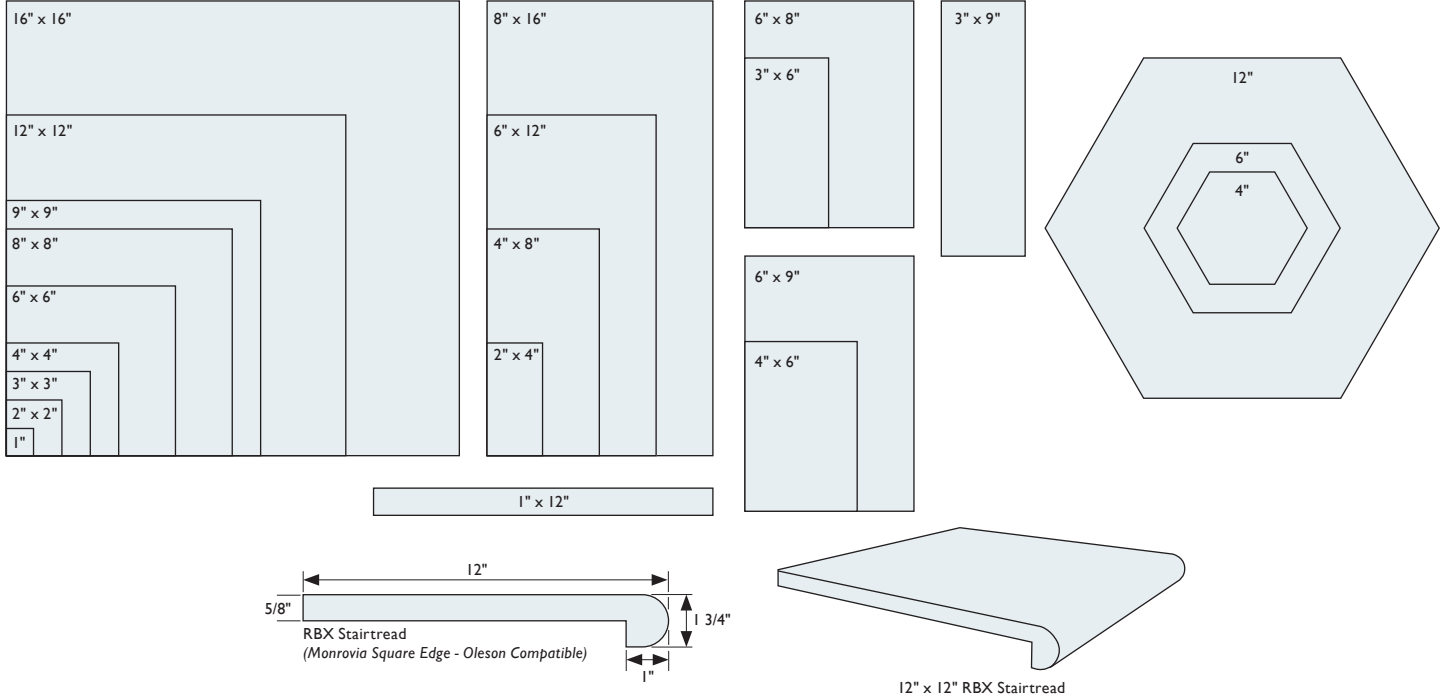 16" x 16"
12" x 12"
9" x 9"
8" x 8"
6" x 6"
4" x 4"
3" x 3"
2" x 2"
1"
8" x 16"
6" x 12"
4" x 8"
2" x 4"
6" x 8"
3" x 6"
3" x 9"
6" x 9"
4" x 6"
12"
6"
4"
1" x 12"
12"
5/8"
1 3/4"
RBX Stairtread
(Monrovia Square Edge - Oleson Compatible)
1"
12" x 12" RBX Stairtread